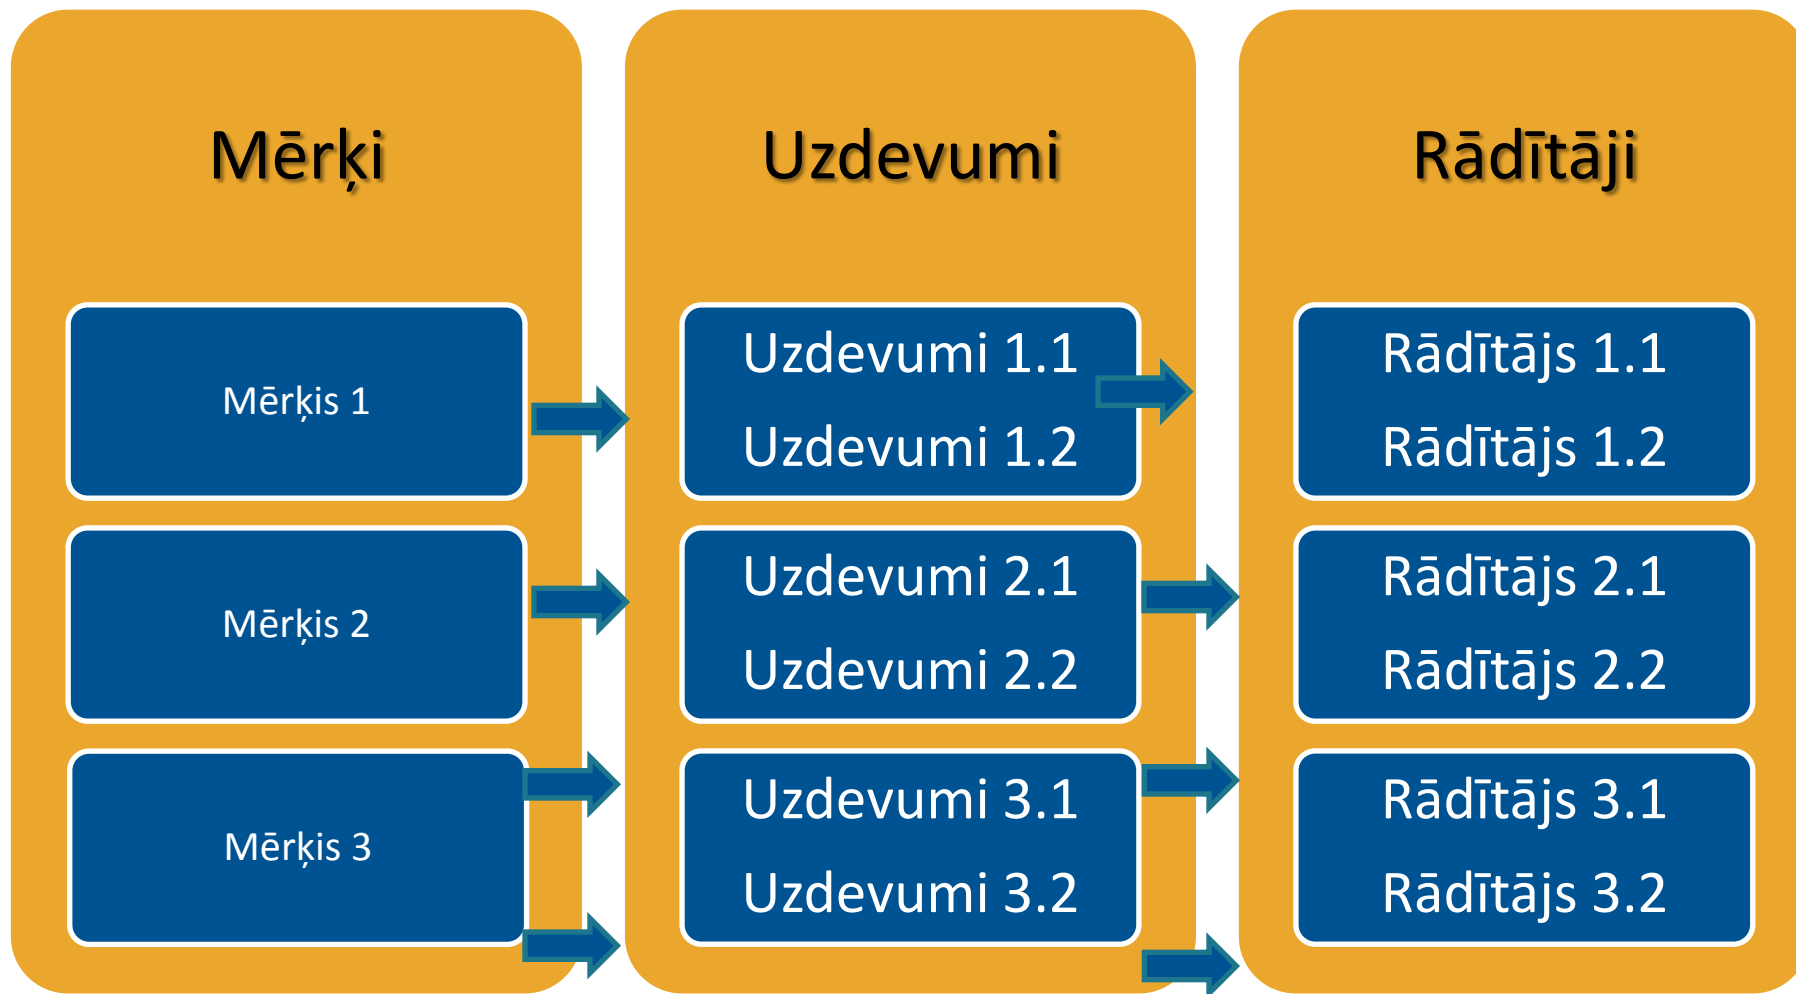 Mērķi
Mērķis 1
Mērķis 2
Mērķis 3
Uzdevumi
Uzdevumi 1.1
Uzdevumi 1.2
Uzdevumi 2.1
Uzdevumi 2.2
Uzdevumi 3.1
Uzdevumi 3.2
Rādītāji
Rādītājs 1.1
Rādītājs 1.2
Rādītājs 2.1
Rādītājs 2.2
Rādītājs 3.1
Rādītājs 3.2